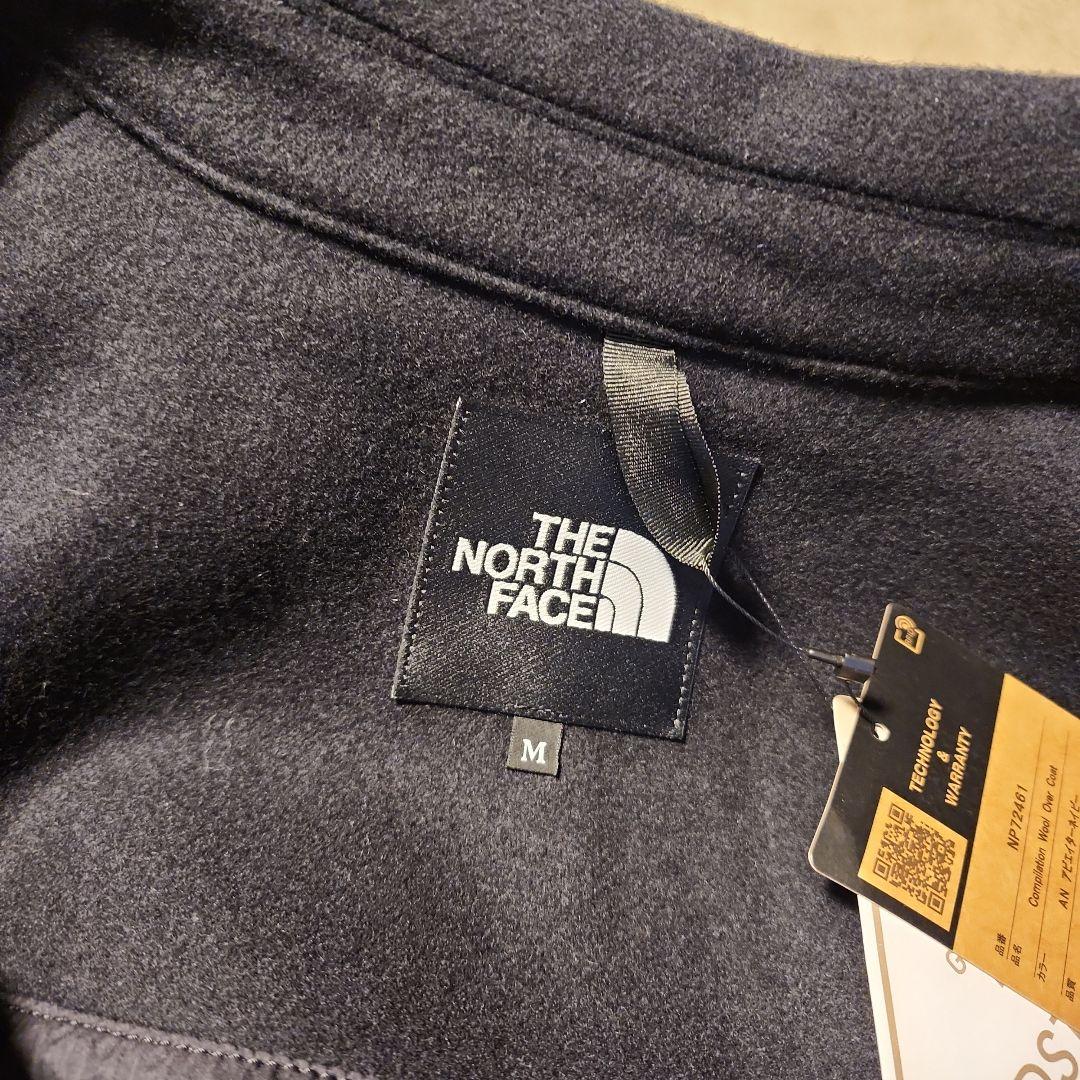 THE
NORTH
FACE
M
TECHNOLOGY
&
WARRANTY
品番
NP72461
品名
Compilation Wool Over Coat
カラー
AN アビエイターネイビー
品質
G
OST